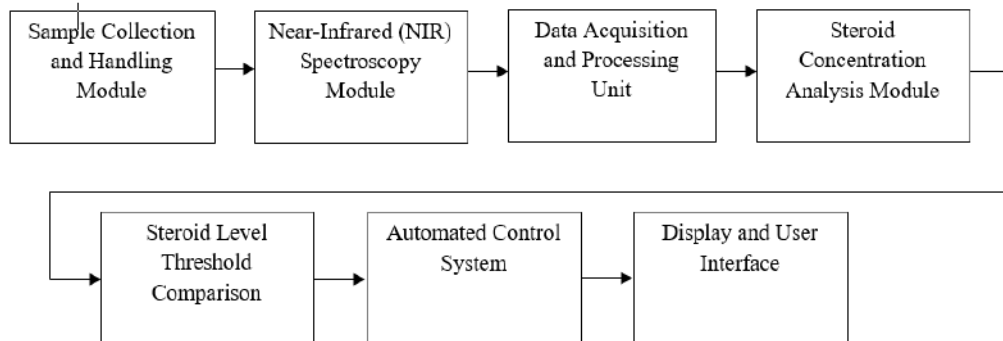 Sample Collection
and Handling
Module
Near-Infrared (NIR)
Spectroscopy
Module
Data Acquisition
and Processing
Unit
Steroid
Concentration
Analysis Module
Steroid Level
Threshold
Comparison
Automated Control
System
Display and User
Interface